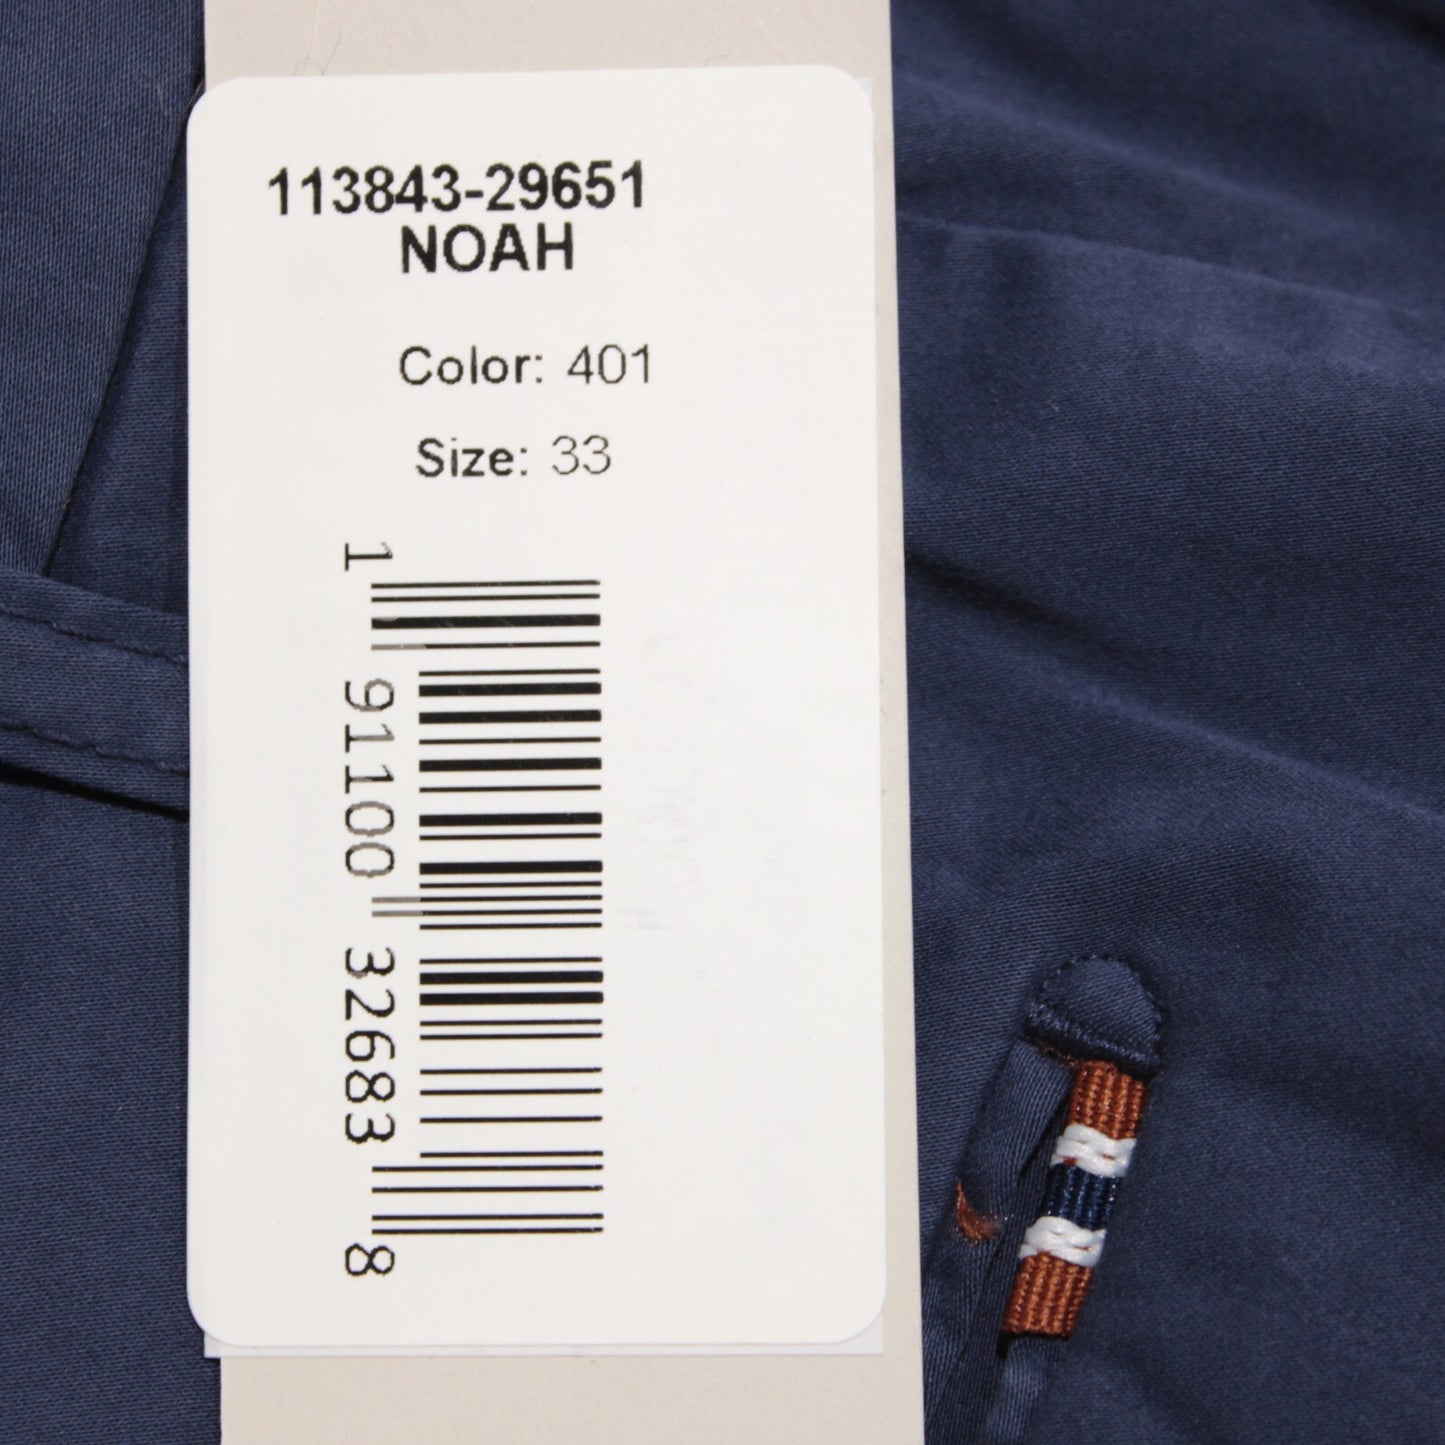 113843-29651
NOAH
Color: 401
Size: 33
1 91100 32683 8